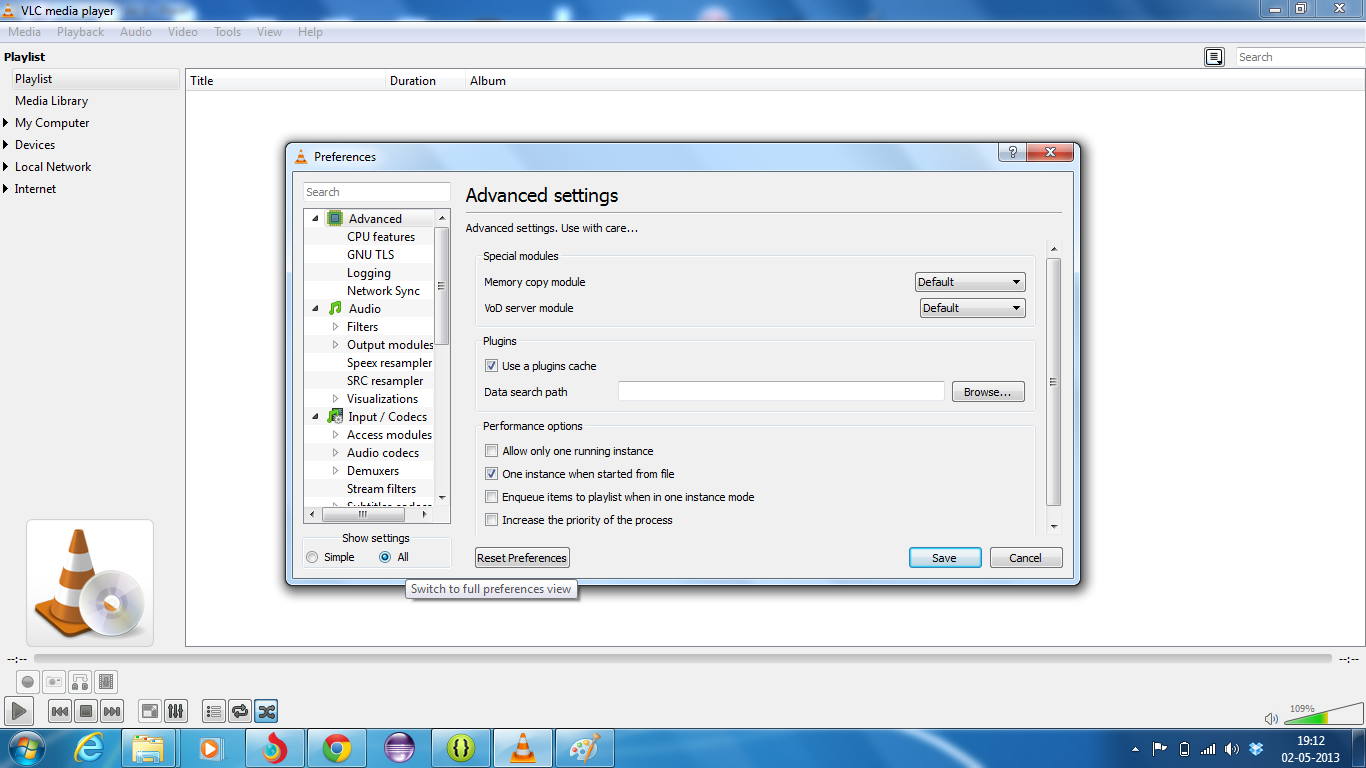 VLC media player
Media Playback Audio Video Tools View Help
Playlist
Search
Playlist
Media Library
My Computer
Devices
Local Network
Internet
Title Duration Album
Preferences
?
Search
Advanced
CPU features
GNU TLS
Logging
Network Sync
Audio
Filters
Output modules
Speex resampler
SRC resampler
Visualizations
Input / Codecs
Access modules
Audio codecs
Demuxers
Stream filters
Show settings
Simple All
Advanced settings
Advanced settings. Use with care...
Special modules
Memory copy module Default
VoD server module Default
Plugins
Use a plugins cache
Data search path Browse...
Performance options
Allow only one running instance
One instance when started from file
Enqueue items to playlist when in one instance mode
Increase the priority of the process
Reset Preferences Save Cancel
Switch to full preferences view
--:-- --:--
109%
19:12
02-05-2013